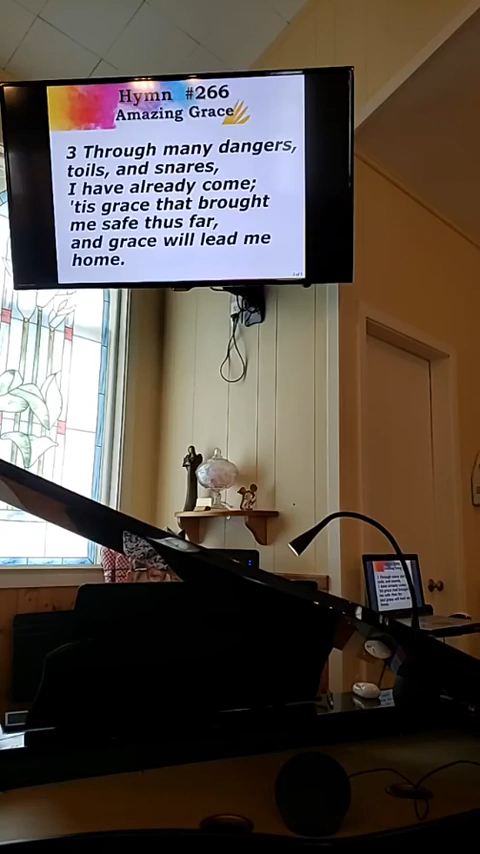 Hymn #266
Amazing Grace
3 Through many dangers,
toils, and snares,
I have already come;
'tis grace that brought
me safe thus far,
and grace will lead me
home.